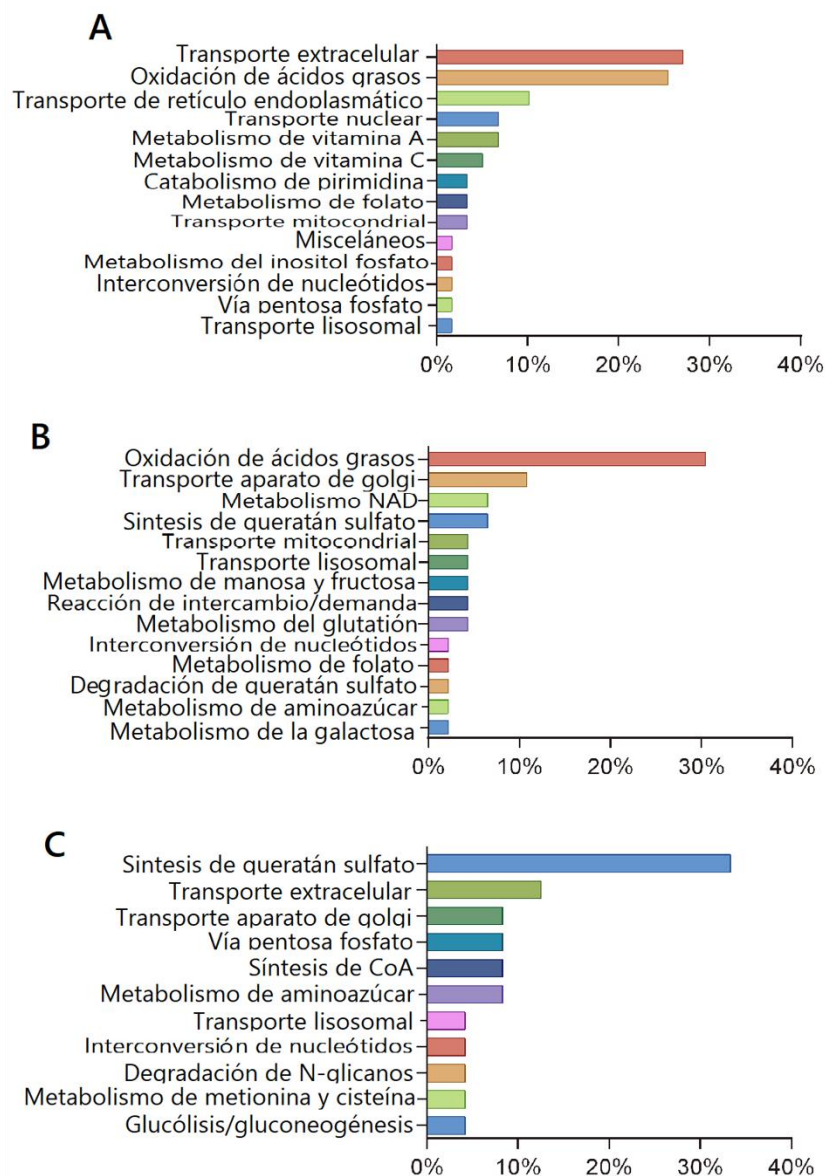 A
Transporte extracelular
Oxidación de ácidos grasos
Transporte de retículo endoplasmático
Transporte nuclear
Metabolismo de vitamina A
Metabolismo de vitamina C
Catabolismo de pirimidina
Metabolismo de folato
Transporte mitocondrial
Misceláneos
Metabolismo del inositol fosfato
Interconversión de nucleótidos
Vía pentosa fosfato
Transporte lisosomal
0% 10% 20% 30% 40%
B
Oxidación de ácidos grasos
Transporte aparato de golgi
Metabolismo NAD
Sintesis de queratán sulfato
Transporte mitocondrial
Transporte lisosomal
Metabolismo de manosa y fructosa
Reacción de intercambio/demanda
Metabolismo del glutatión
Interconversión de nucleótidos
Metabolismo de folato
Degradación de queratán sulfato
Metabolismo de aminoazúcar
Metabolismo de la galactosa
0% 10% 20% 30% 40%
C
Sintesis de queratán sulfato
Transporte extracelular
Transporte aparato de golgi
Vía pentosa fosfato
Síntesis de CoA
Metabolismo de aminoazúcar
Transporte lisosomal
Interconversión de nucleótidos
Degradación de N-glicanos
Metabolismo de metionina y cisteína
Glucólisis/gluconeogénesis
0% 10% 20% 30% 40%